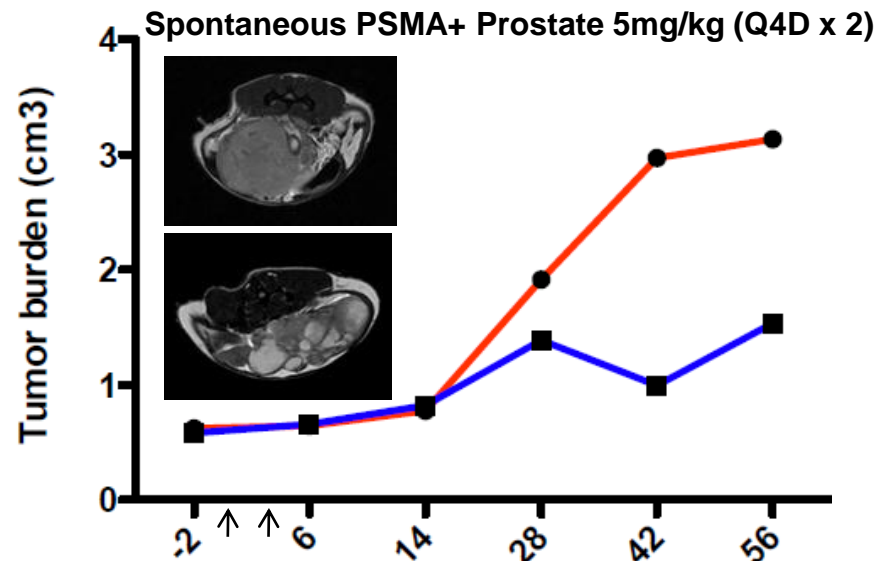 Spontaneous PSMA+ Prostate 5mg/kg (Q4D x 2)
Tumor burden (cm3)
4
3
2
1
0
-2 6 14 28 42 56